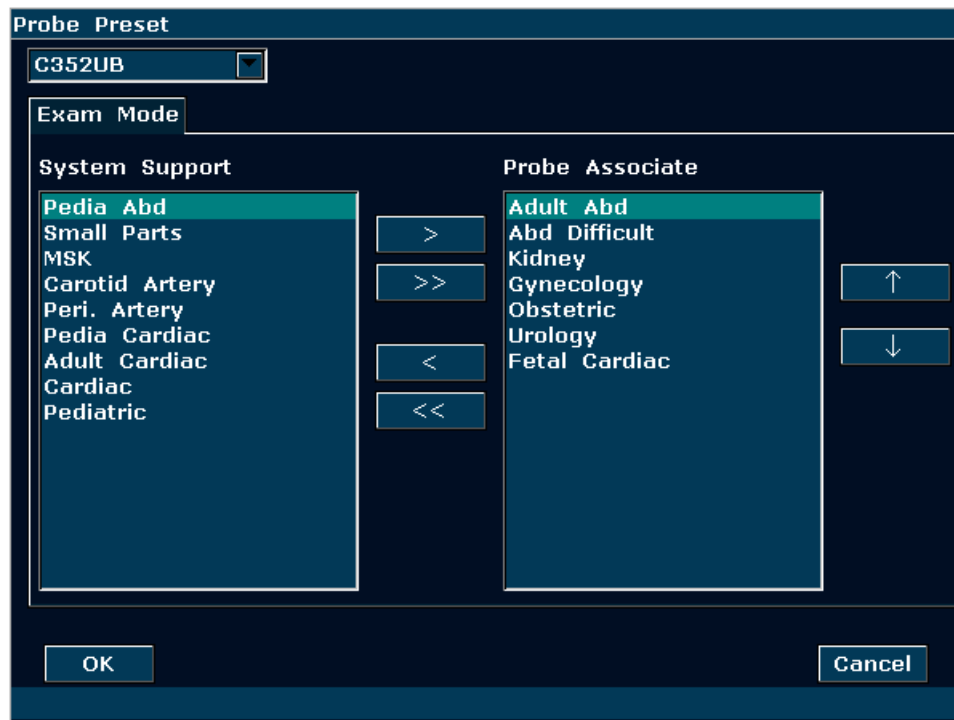 Probe Preset
C352UB
Exam Mode
System Support
Pedia Abd
Small Parts
MSK
Carotid Artery
Peri. Artery
Pedia Cardiac
Adult Cardiac
Cardiac
Pediatric
>
>>
<
<<
Probe Associate
Adult Abd
Abd Difficult
Kidney
Gynecology
Obstetric
Urology
Fetal Cardiac
↑
↓
OK
Cancel